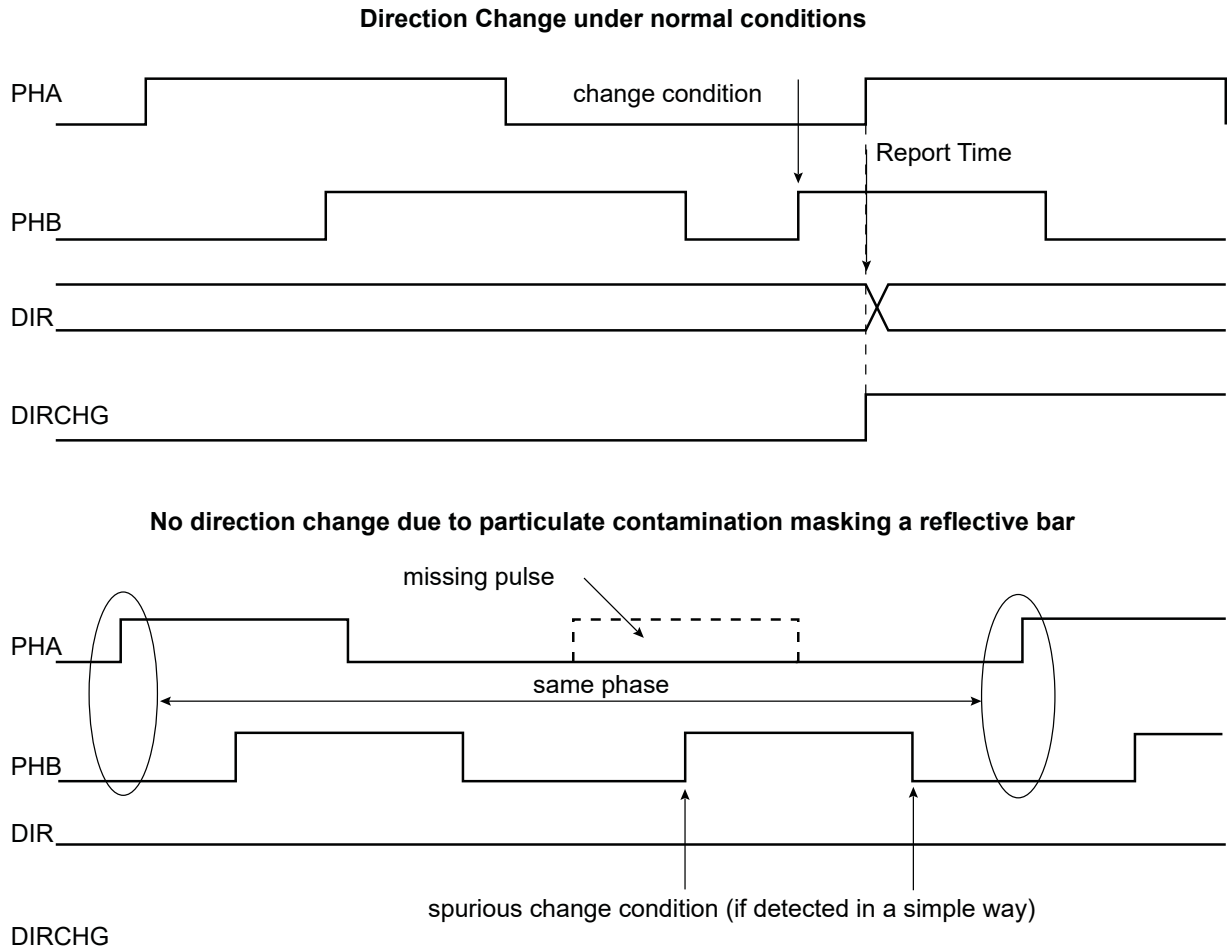 Direction Change under normal conditions
PHA
change condition
Report Time
PHB
DIR
DIRCHG
No direction change due to particulate contamination masking a reflective bar
missing pulse
PHA
same phase
PHB
DIR
spurious change condition (if detected in a simple way)
DIRCHG